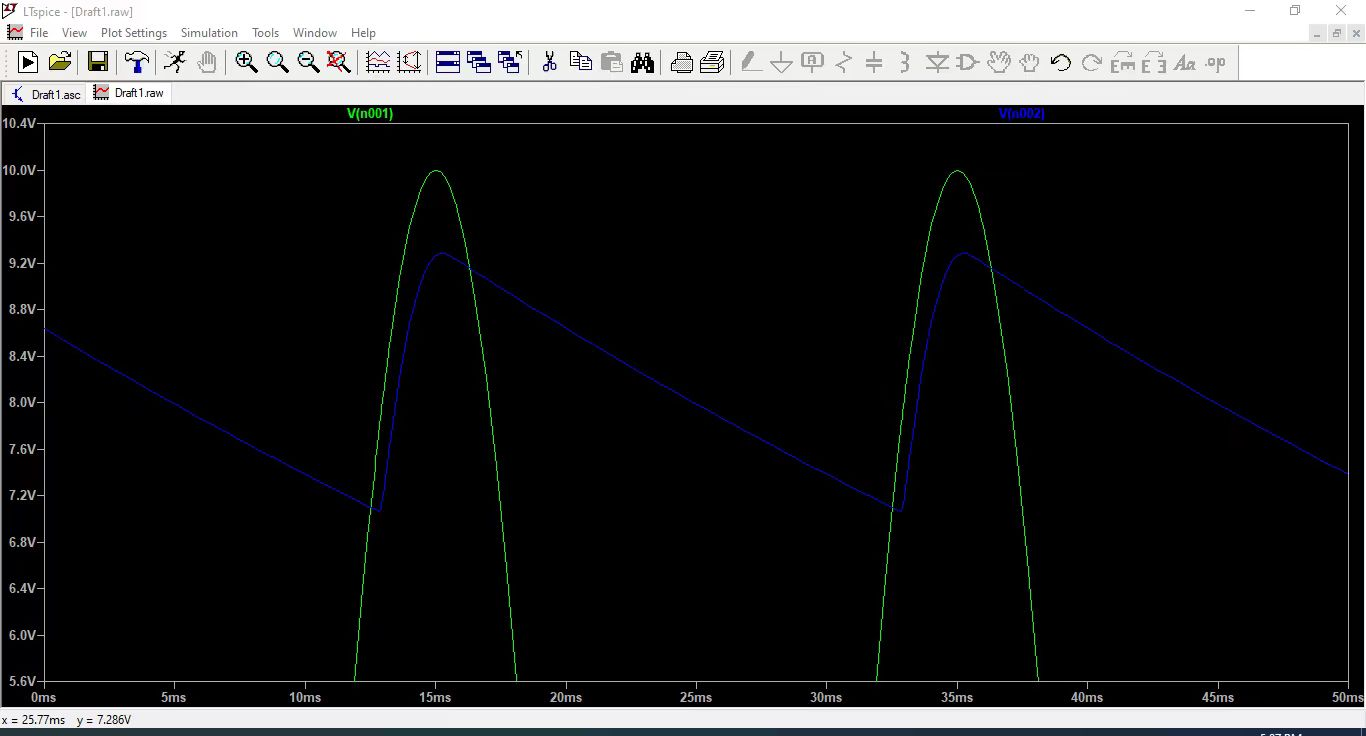 LTspice - [Draft1.raw]
File View Plot Settings Simulation Tools Window Help
A Aa .op
Draft1.asc Draft1.raw
V(n001) V(n002)
10.4V
10.0V
9.6V
9.2V
8.8V
8.4V
8.0V
7.6V
7.2V
6.8V
6.4V
6.0V
5.6V
0ms 5ms 10ms 15ms 20ms 25ms 30ms 35ms 40ms 45ms 50ms
x = 25.77ms y = 7.286V